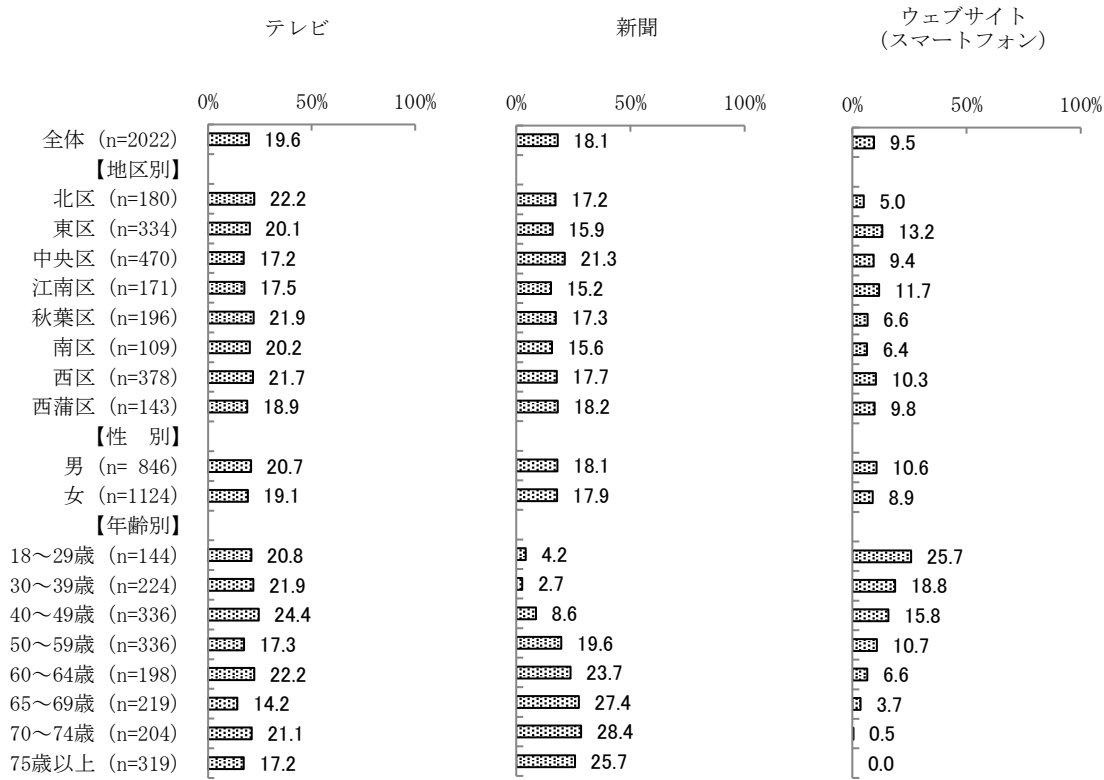 テレビ 新聞 ウェブサイト
(スマートフォン)
0% 50% 100% 0% 50% 100% 0% 50% 100%
全体 (n=2022) 19.6 18.1 9.5
【地区別】
北区 (n=180) 22.2 17.2 5.0
東区 (n=334) 20.1 15.9 13.2
中央区 (n=470) 17.2 21.3 9.4
江南区 (n=171) 17.5 15.2 11.7
秋葉区 (n=196) 21.9 17.3 6.6
南区 (n=109) 20.2 15.6 6.4
西区 (n=378) 21.7 17.7 10.3
西蒲区 (n=143) 18.9 18.2 9.8
【性　別】
男 (n= 846) 20.7 18.1 10.6
女 (n=1124) 19.1 17.9 8.9
【年齢別】
18～29歳 (n=144) 20.8 4.2 25.7
30～39歳 (n=224) 21.9 2.7 18.8
40～49歳 (n=336) 24.4 8.6 15.8
50～59歳 (n=336) 17.3 19.6 10.7
60～64歳 (n=198) 22.2 23.7 6.6
65～69歳 (n=219) 14.2 27.4 3.7
70～74歳 (n=204) 21.1 28.4 0.5
75歳以上 (n=319) 17.2 25.7 0.0